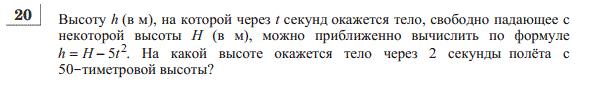 20
Высоту h (в м), на которой через t секунд окажется тело, свободно падающее с
некоторой высоты H (в м), можно приближенно вычислить по формуле
h = H – 5t². На какой высоте окажется тело через 2 секунды полёта с
50−тиметровой высоты?